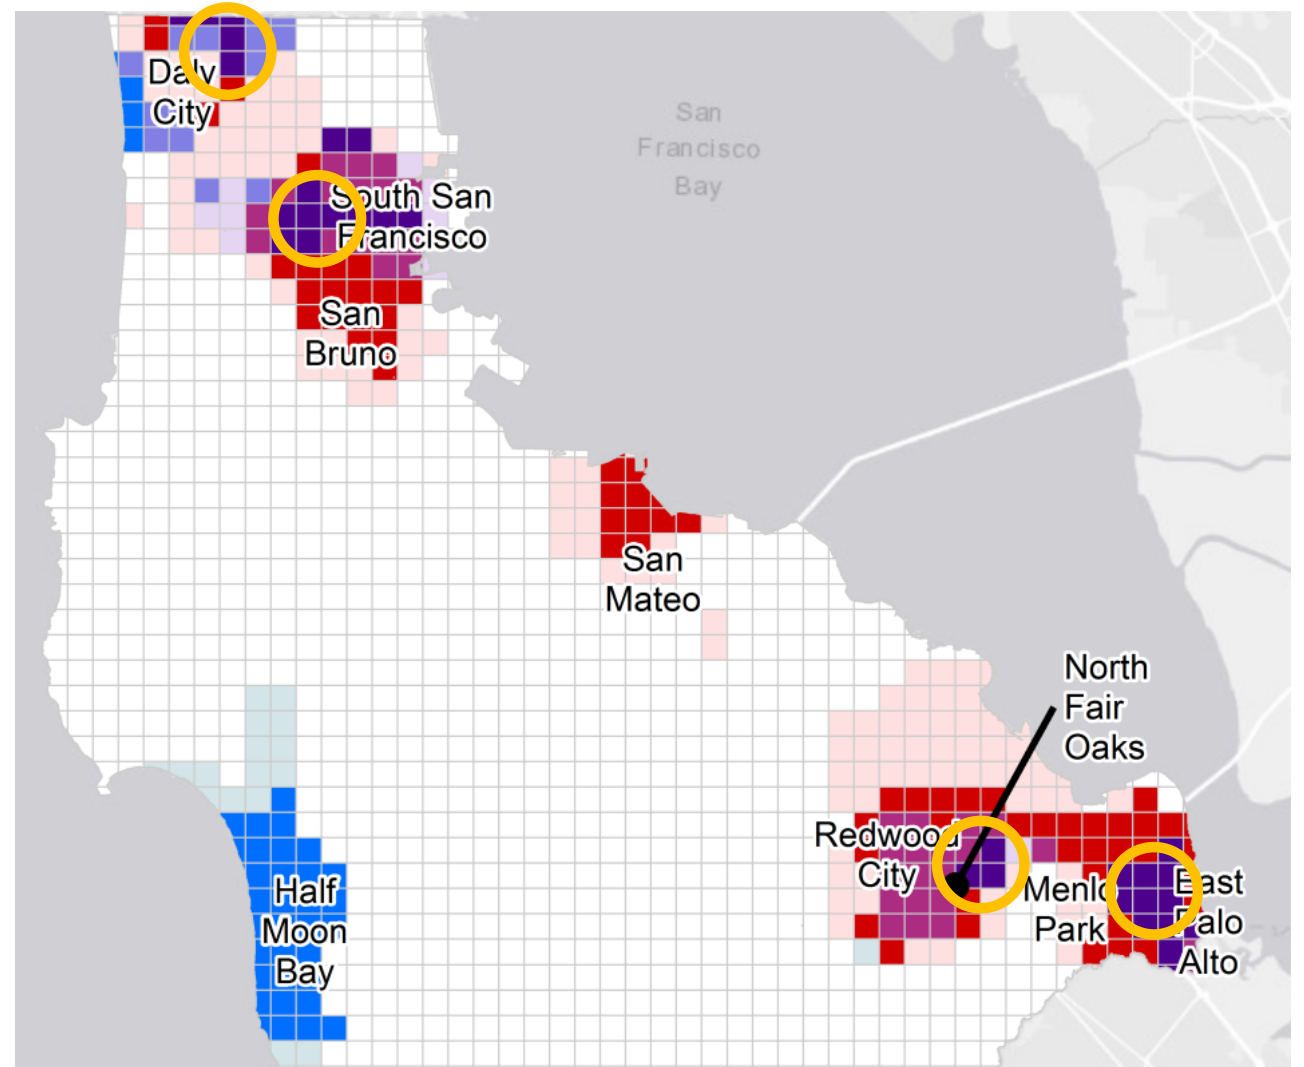 Daly
City
San
Francisco
Bay
South San
Francisco
San
Bruno
San
Mateo
North
Fair
Oaks
Redwood
City
Menlo
Park
East
Palo
Alto
Half
Moon
Bay